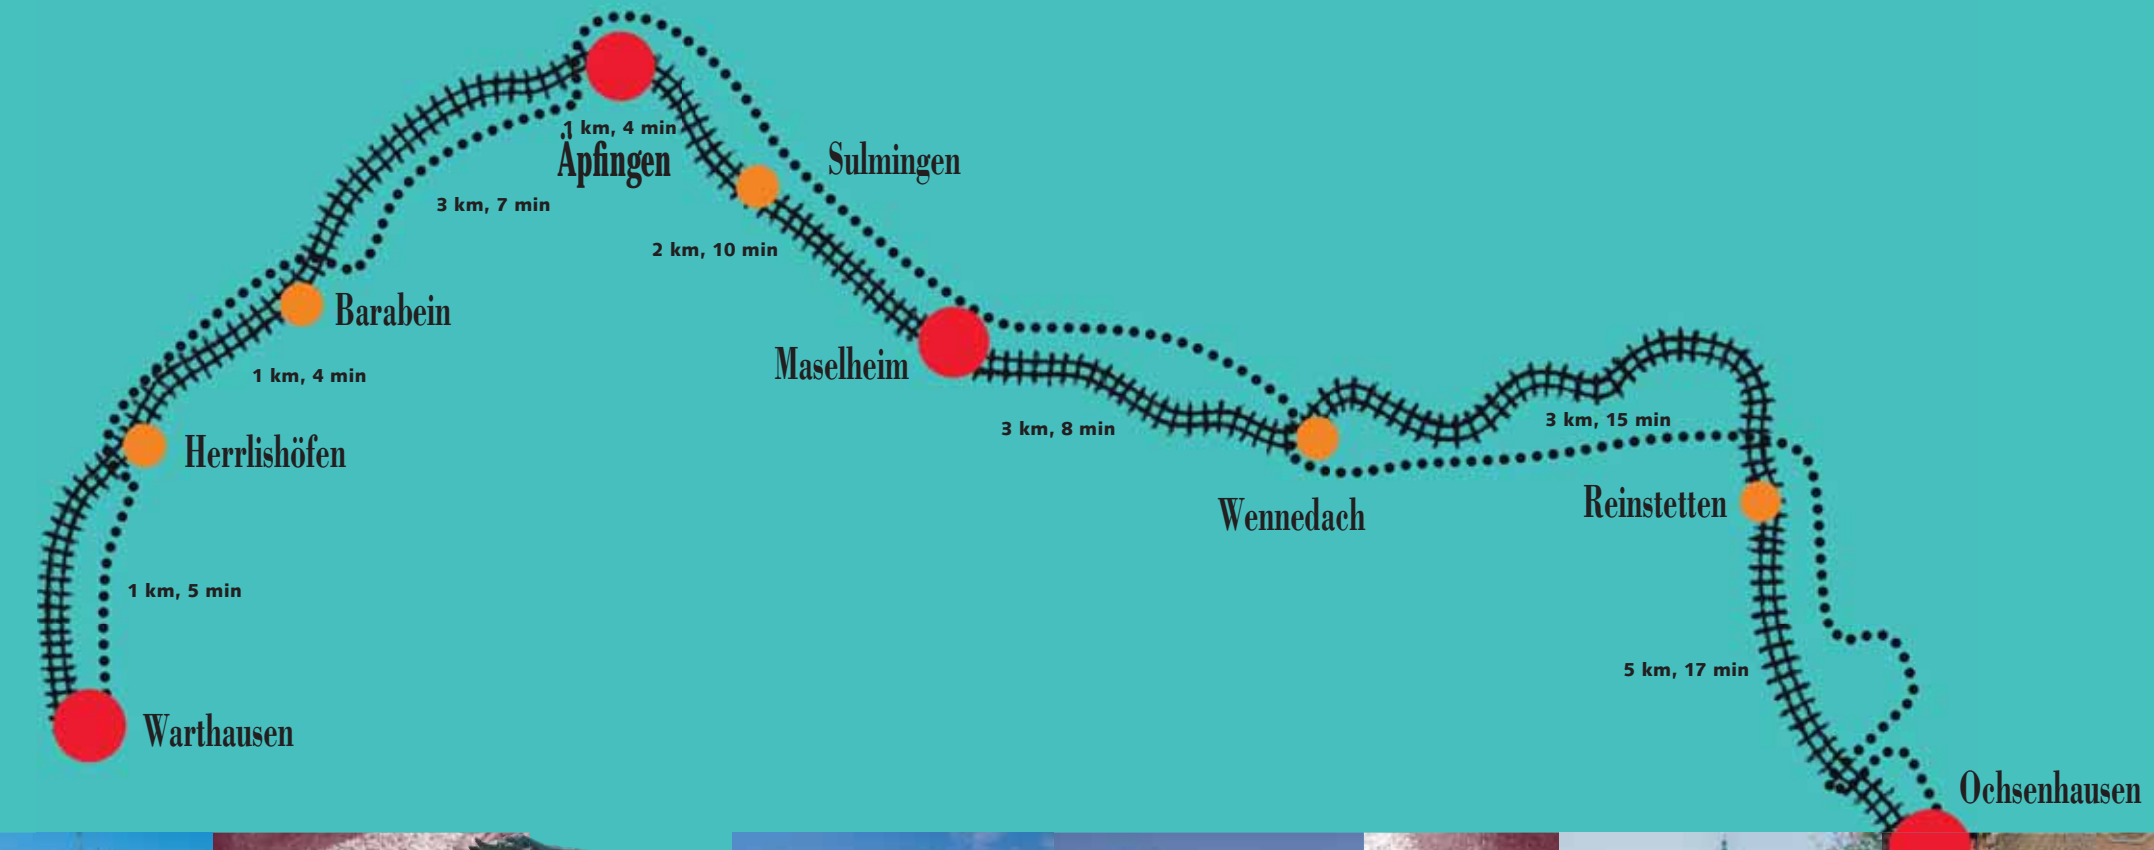 1 km, 4 min
Äpfingen
Sulmingen
3 km, 7 min
2 km, 10 min
Barabein
Maselheim
1 km, 4 min
3 km, 8 min
3 km, 15 min
Herrlishöfen
Wennedach
Reinstetten
1 km, 5 min
5 km, 17 min
Warthausen
Ochsenhausen